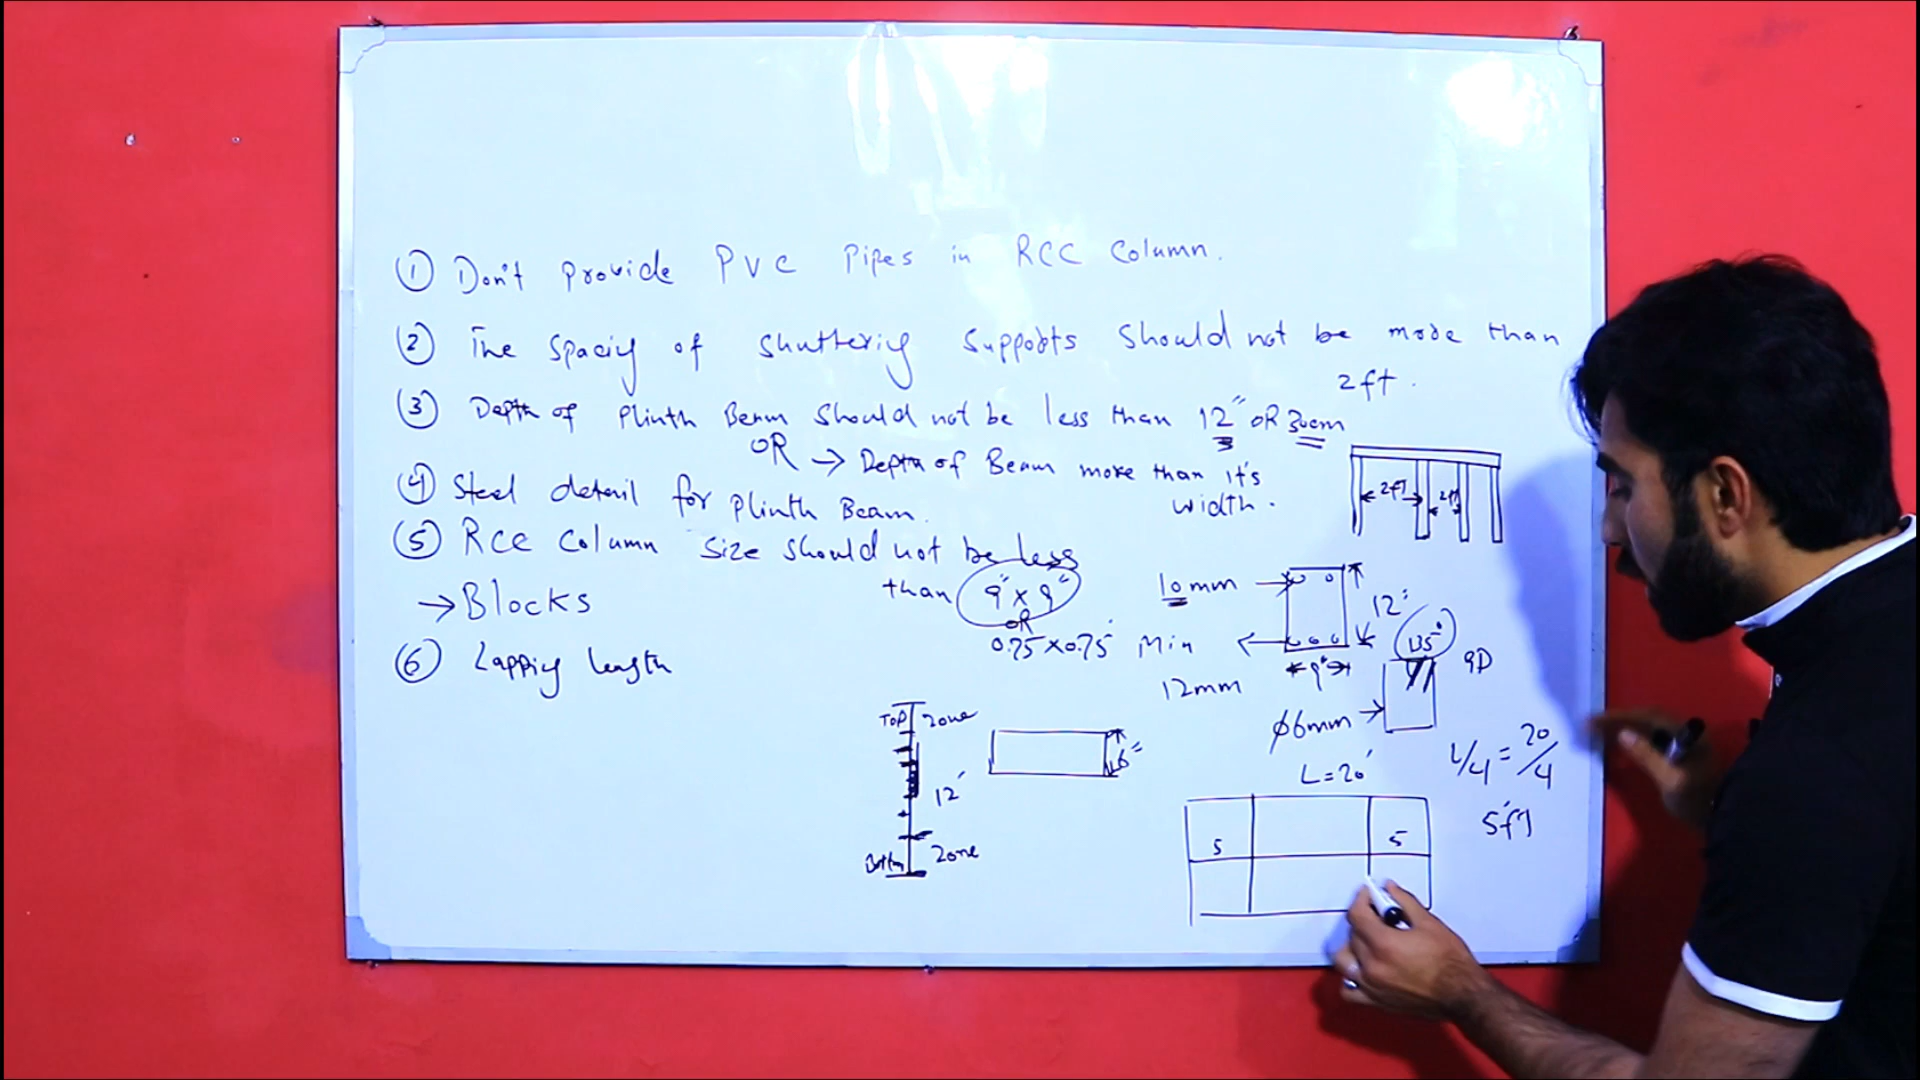 ① Don't provide PVC Pipes in RCC Column.
② The Spacing of Shuttering Supports Should not be more than
2ft.
③ Depth of Plinth Beam Should not be less than 12" OR 30cm
OR → Depth of Beam more than it's
width.
④ Steel detail for Plinth Beam.
⑤ RCC Column Size should not be less
than 9" x 9"
OR
0.75 x 0.75'
→ Blocks
⑥ Lapping length
2ft 2ft
10mm
12"
Min
12mm
9"
135°
9D
ϕ6mm
Top Zone
12'
Bottom Zone
6"
L=20'
L/4 = 20/4
5ft
5 5